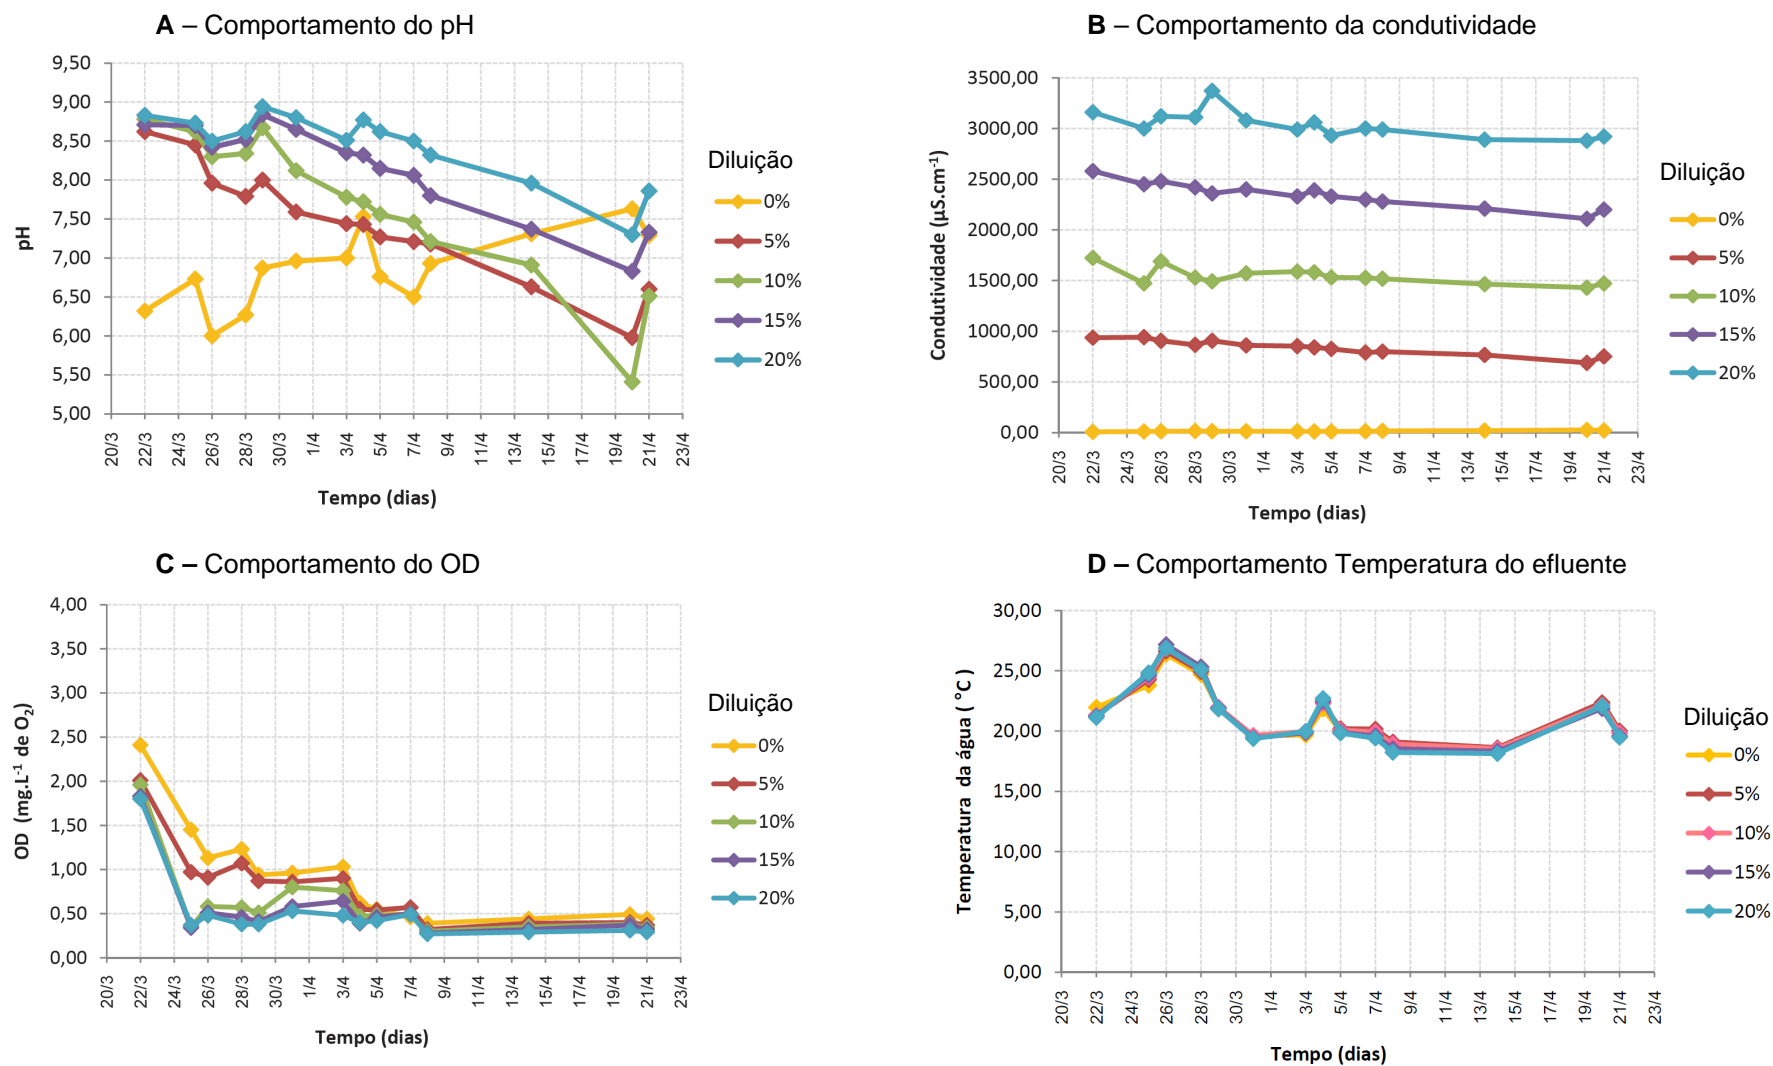 A – Comportamento do pH
9,50
9,00
8,50
8,00
7,50
7,00
6,50
6,00
5,50
5,00
pH
20/3 22/3 24/3 26/3 28/3 30/3 1/4 3/4 5/4 7/4 9/4 11/4 13/4 15/4 17/4 19/4 21/4 23/4
Tempo (dias)
Diluição
0%
5%
10%
15%
20%
B – Comportamento da condutividade
3500,00
3000,00
2500,00
2000,00
1500,00
1000,00
500,00
0,00
Condutividade (µS.cm⁻¹)
20/3 22/3 24/3 26/3 28/3 30/3 1/4 3/4 5/4 7/4 9/4 11/4 13/4 15/4 17/4 19/4 21/4 23/4
Tempo (dias)
Diluição
0%
5%
10%
15%
20%
C – Comportamento do OD
4,00
3,50
3,00
2,50
2,00
1,50
1,00
0,50
0,00
OD (mg.L⁻¹ de O₂)
20/3 22/3 24/3 26/3 28/3 30/3 1/4 3/4 5/4 7/4 9/4 11/4 13/4 15/4 17/4 19/4 21/4 23/4
Tempo (dias)
Diluição
0%
5%
10%
15%
20%
D – Comportamento Temperatura do efluente
30,00
25,00
20,00
15,00
10,00
5,00
0,00
Temperatura da água ( °C)
20/3 22/3 24/3 26/3 28/3 30/3 1/4 3/4 5/4 7/4 9/4 11/4 13/4 15/4 17/4 19/4 21/4 23/4
Tempo (dias)
Diluição
0%
5%
10%
15%
20%